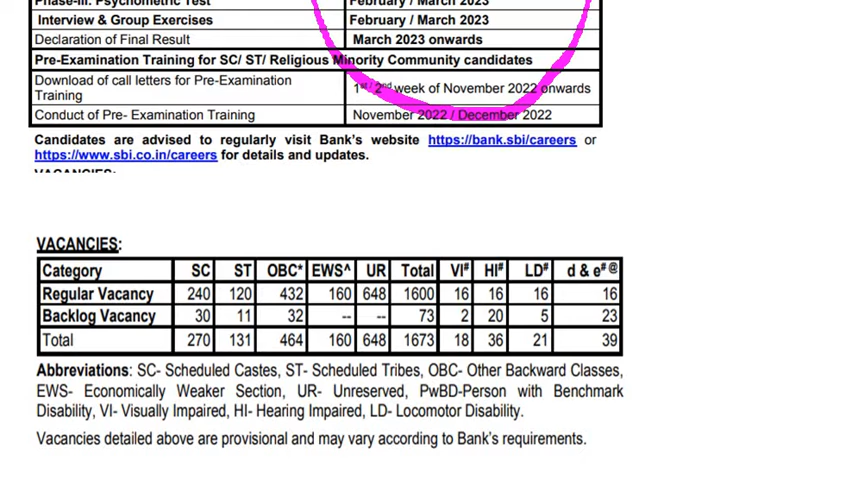 Phase-III: Psychometric Test February / March 2023
Interview & Group Exercises February / March 2023
Declaration of Final Result March 2023 onwards
Pre-Examination Training for SC/ ST/ Religious Minority Community candidates
Download of call letters for Pre-Examination Training 1st / 2nd week of November 2022 onwards
Conduct of Pre- Examination Training November 2022 / December 2022
Candidates are advised to regularly visit Bank's website https://bank.sbi/careers or
https://www.sbi.co.in/careers for details and updates.
VACANCIES:
VACANCIES:
Category SC ST OBC* EWS^ UR Total VI# HI# LD# d & e# @
Regular Vacancy 240 120 432 160 648 1600 16 16 16 16
Backlog Vacancy 30 11 32 -- -- 73 2 20 5 23
Total 270 131 464 160 648 1673 18 36 21 39
Abbreviations: SC- Scheduled Castes, ST- Scheduled Tribes, OBC- Other Backward Classes,
EWS- Economically Weaker Section, UR- Unreserved, PwBD-Person with Benchmark
Disability, VI- Visually Impaired, HI- Hearing Impaired, LD- Locomotor Disability.
Vacancies detailed above are provisional and may vary according to Bank's requirements.